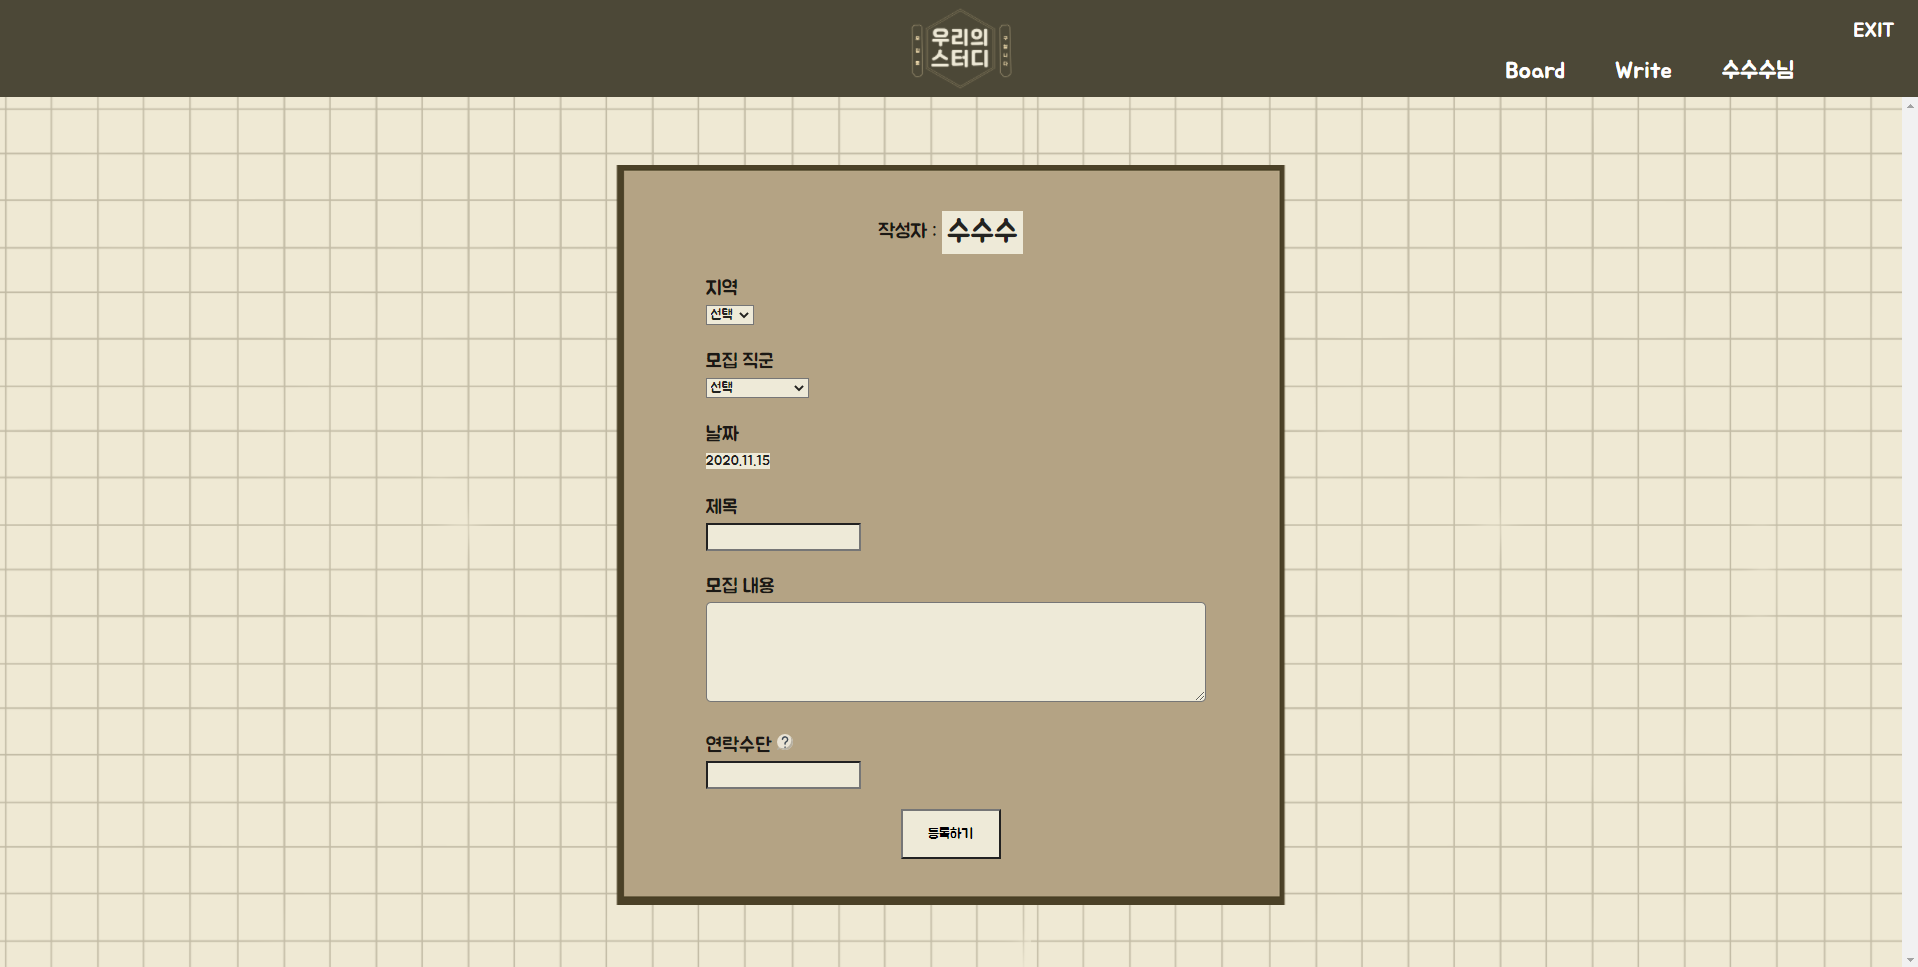 우리의
스터디
EXIT
Board
Write
수수수님
작성자 : 수수수
지역
선택
모집 직군
선택
날짜
2020.11.15
제목
모집 내용
연락수단 ?
등록하기